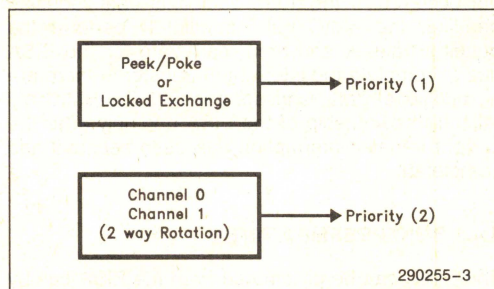 Peek/Poke
or
Locked Exchange
Priority (1)
Channel 0
Channel 1
(2 way Rotation)
Priority (2)
290255-3